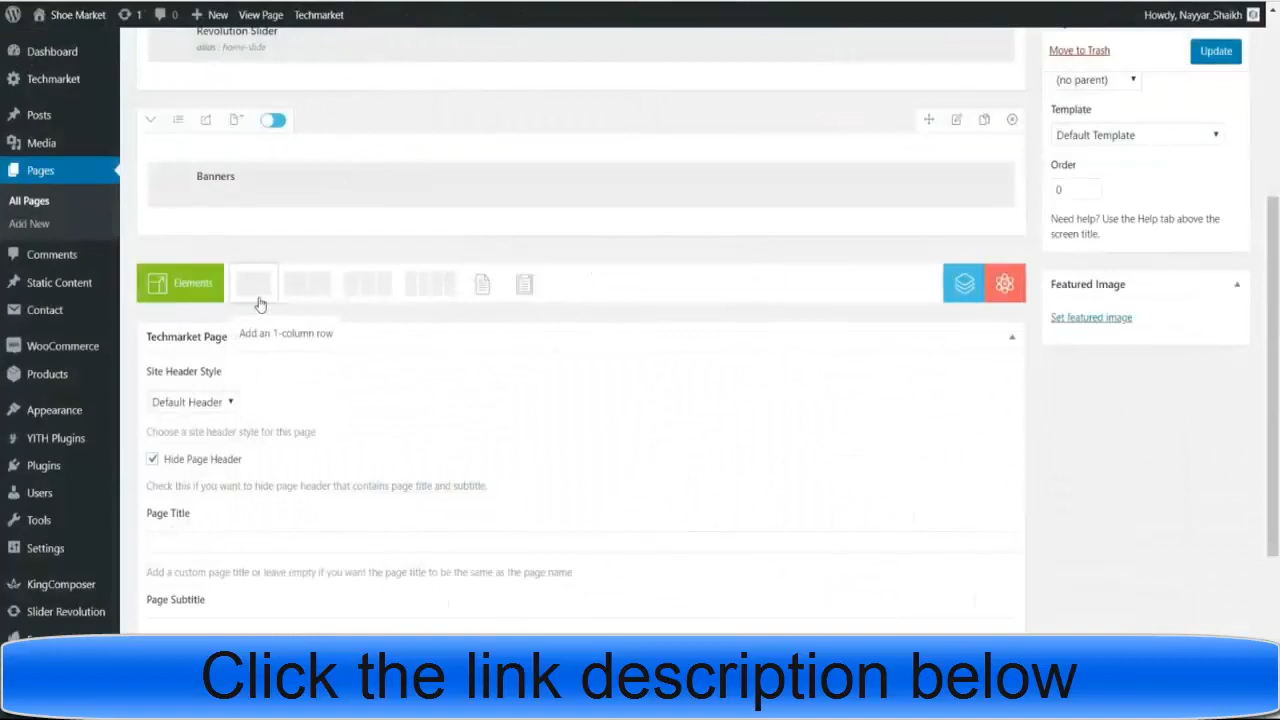 Shoe Market 1 0 New View Page Techmarket Howdy, Nayyar_Shaikh
Dashboard
Techmarket
Posts
Media
Pages
All Pages
Add New
Comments
Static Content
Contact
WooCommerce
Products
Appearance
YITH Plugins
Plugins
Users
Tools
Settings
KingComposer
Slider Revolution
Revolution Slider
alias : home-slide
Banners
Elements
Add an 1-column row
Techmarket Page
Site Header Style
Default Header
Choose a site header style for this page
Hide Page Header
Check this if you want to hide page header that contains page title and subtitle.
Page Title
Add a custom page title or leave empty if you want the page title to be the same as the page name
Page Subtitle
Move to Trash
Update
(no parent)
Template
Default Template
Order
0
Need help? Use the Help tab above the
screen title.
Featured Image
Set featured image
Click the link description below